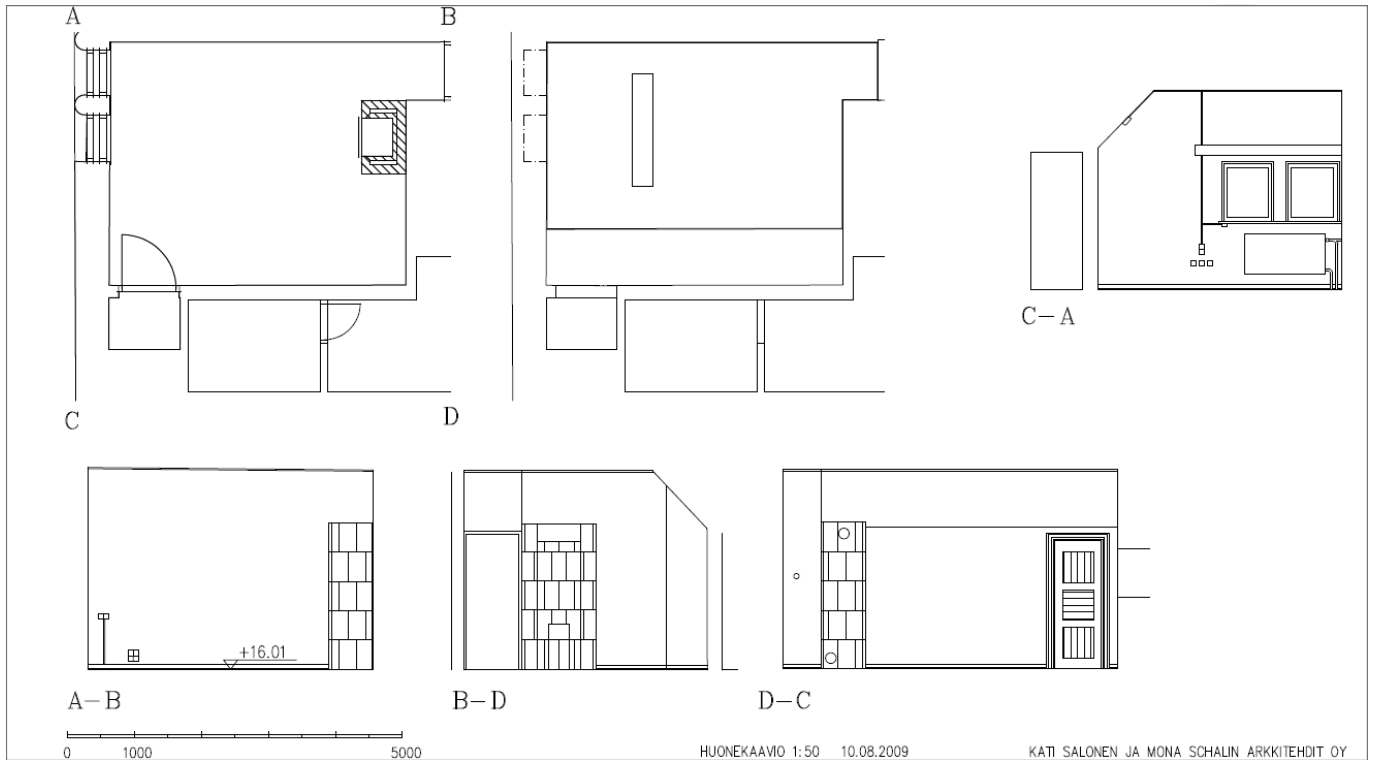 A
B
C
D
C-A
+16.01
A-B
B-D
D-C
0 1000 5000
HUONEKAAVIO 1:50 10.08.2009 KATI SALONEN JA MONA SCHALIN ARKKITEHDIT OY